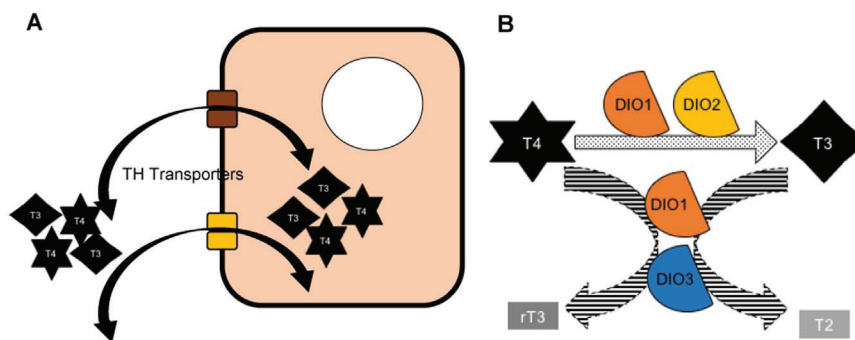 A
TH Transporters
T3
T4
T4
T3
T3
T3
T4
T4
B
DIO1
DIO2
T4
T3
DIO1
DIO3
rT3
T2